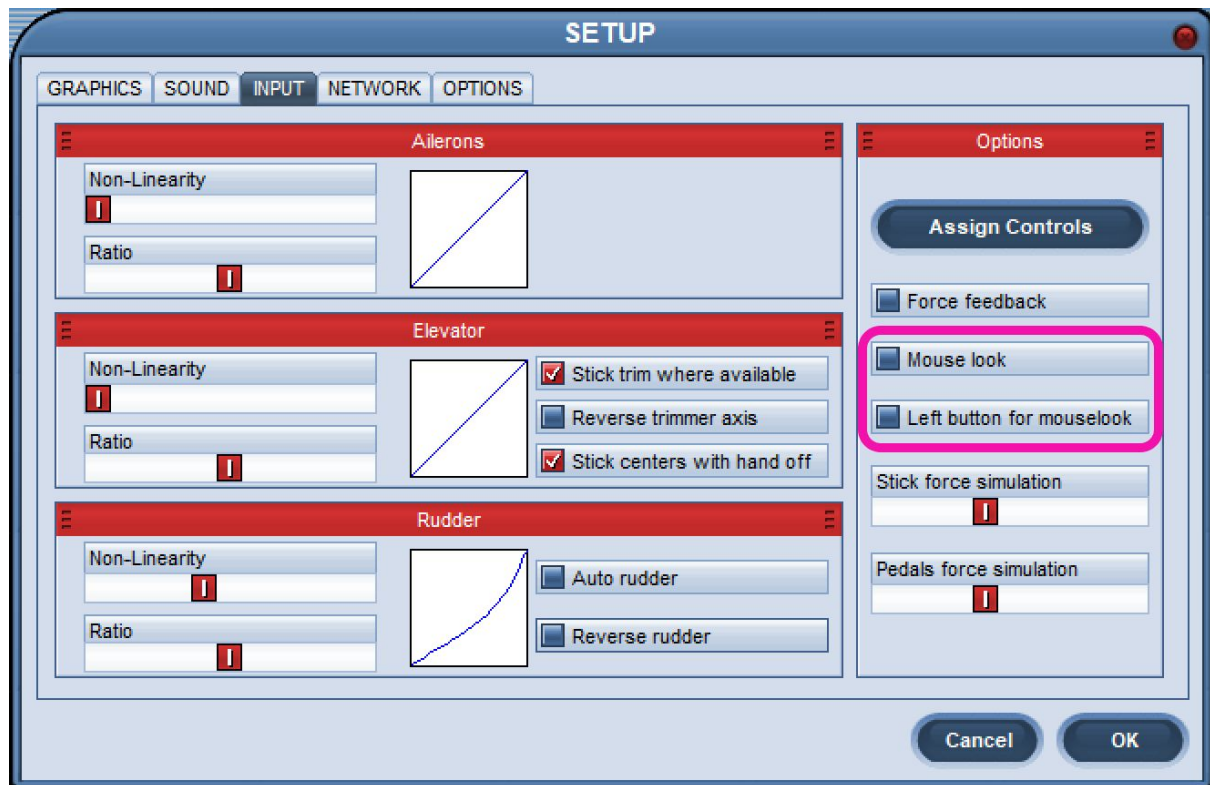 SETUP
GRAPHICS SOUND INPUT NETWORK OPTIONS
Ailerons
Non-Linearity
Ratio
Elevator
Non-Linearity
Ratio
Stick trim where available
Reverse trimmer axis
Stick centers with hand off
Rudder
Non-Linearity
Ratio
Auto rudder
Reverse rudder
Options
Assign Controls
Force feedback
Mouse look
Left button for mouselook
Stick force simulation
Pedals force simulation
Cancel OK